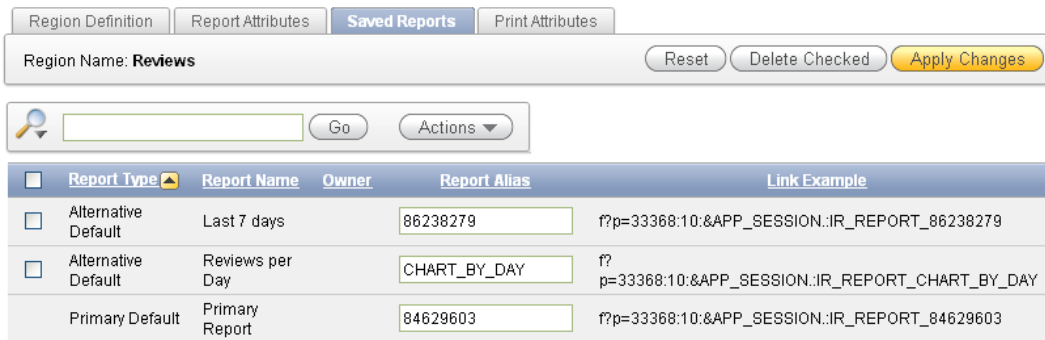 Region Definition Report Attributes Saved Reports Print Attributes
Region Name: Reviews Reset Delete Checked Apply Changes
Go Actions
Report Type Report Name Owner Report Alias Link Example
Alternative Default Last 7 days 86238279 f?p=33368:10:&APP_SESSION.:IR_REPORT_86238279
Alternative Default Reviews per Day CHART_BY_DAY f?p=33368:10:&APP_SESSION.:IR_REPORT_CHART_BY_DAY
Primary Default Primary Report 84629603 f?p=33368:10:&APP_SESSION.:IR_REPORT_84629603